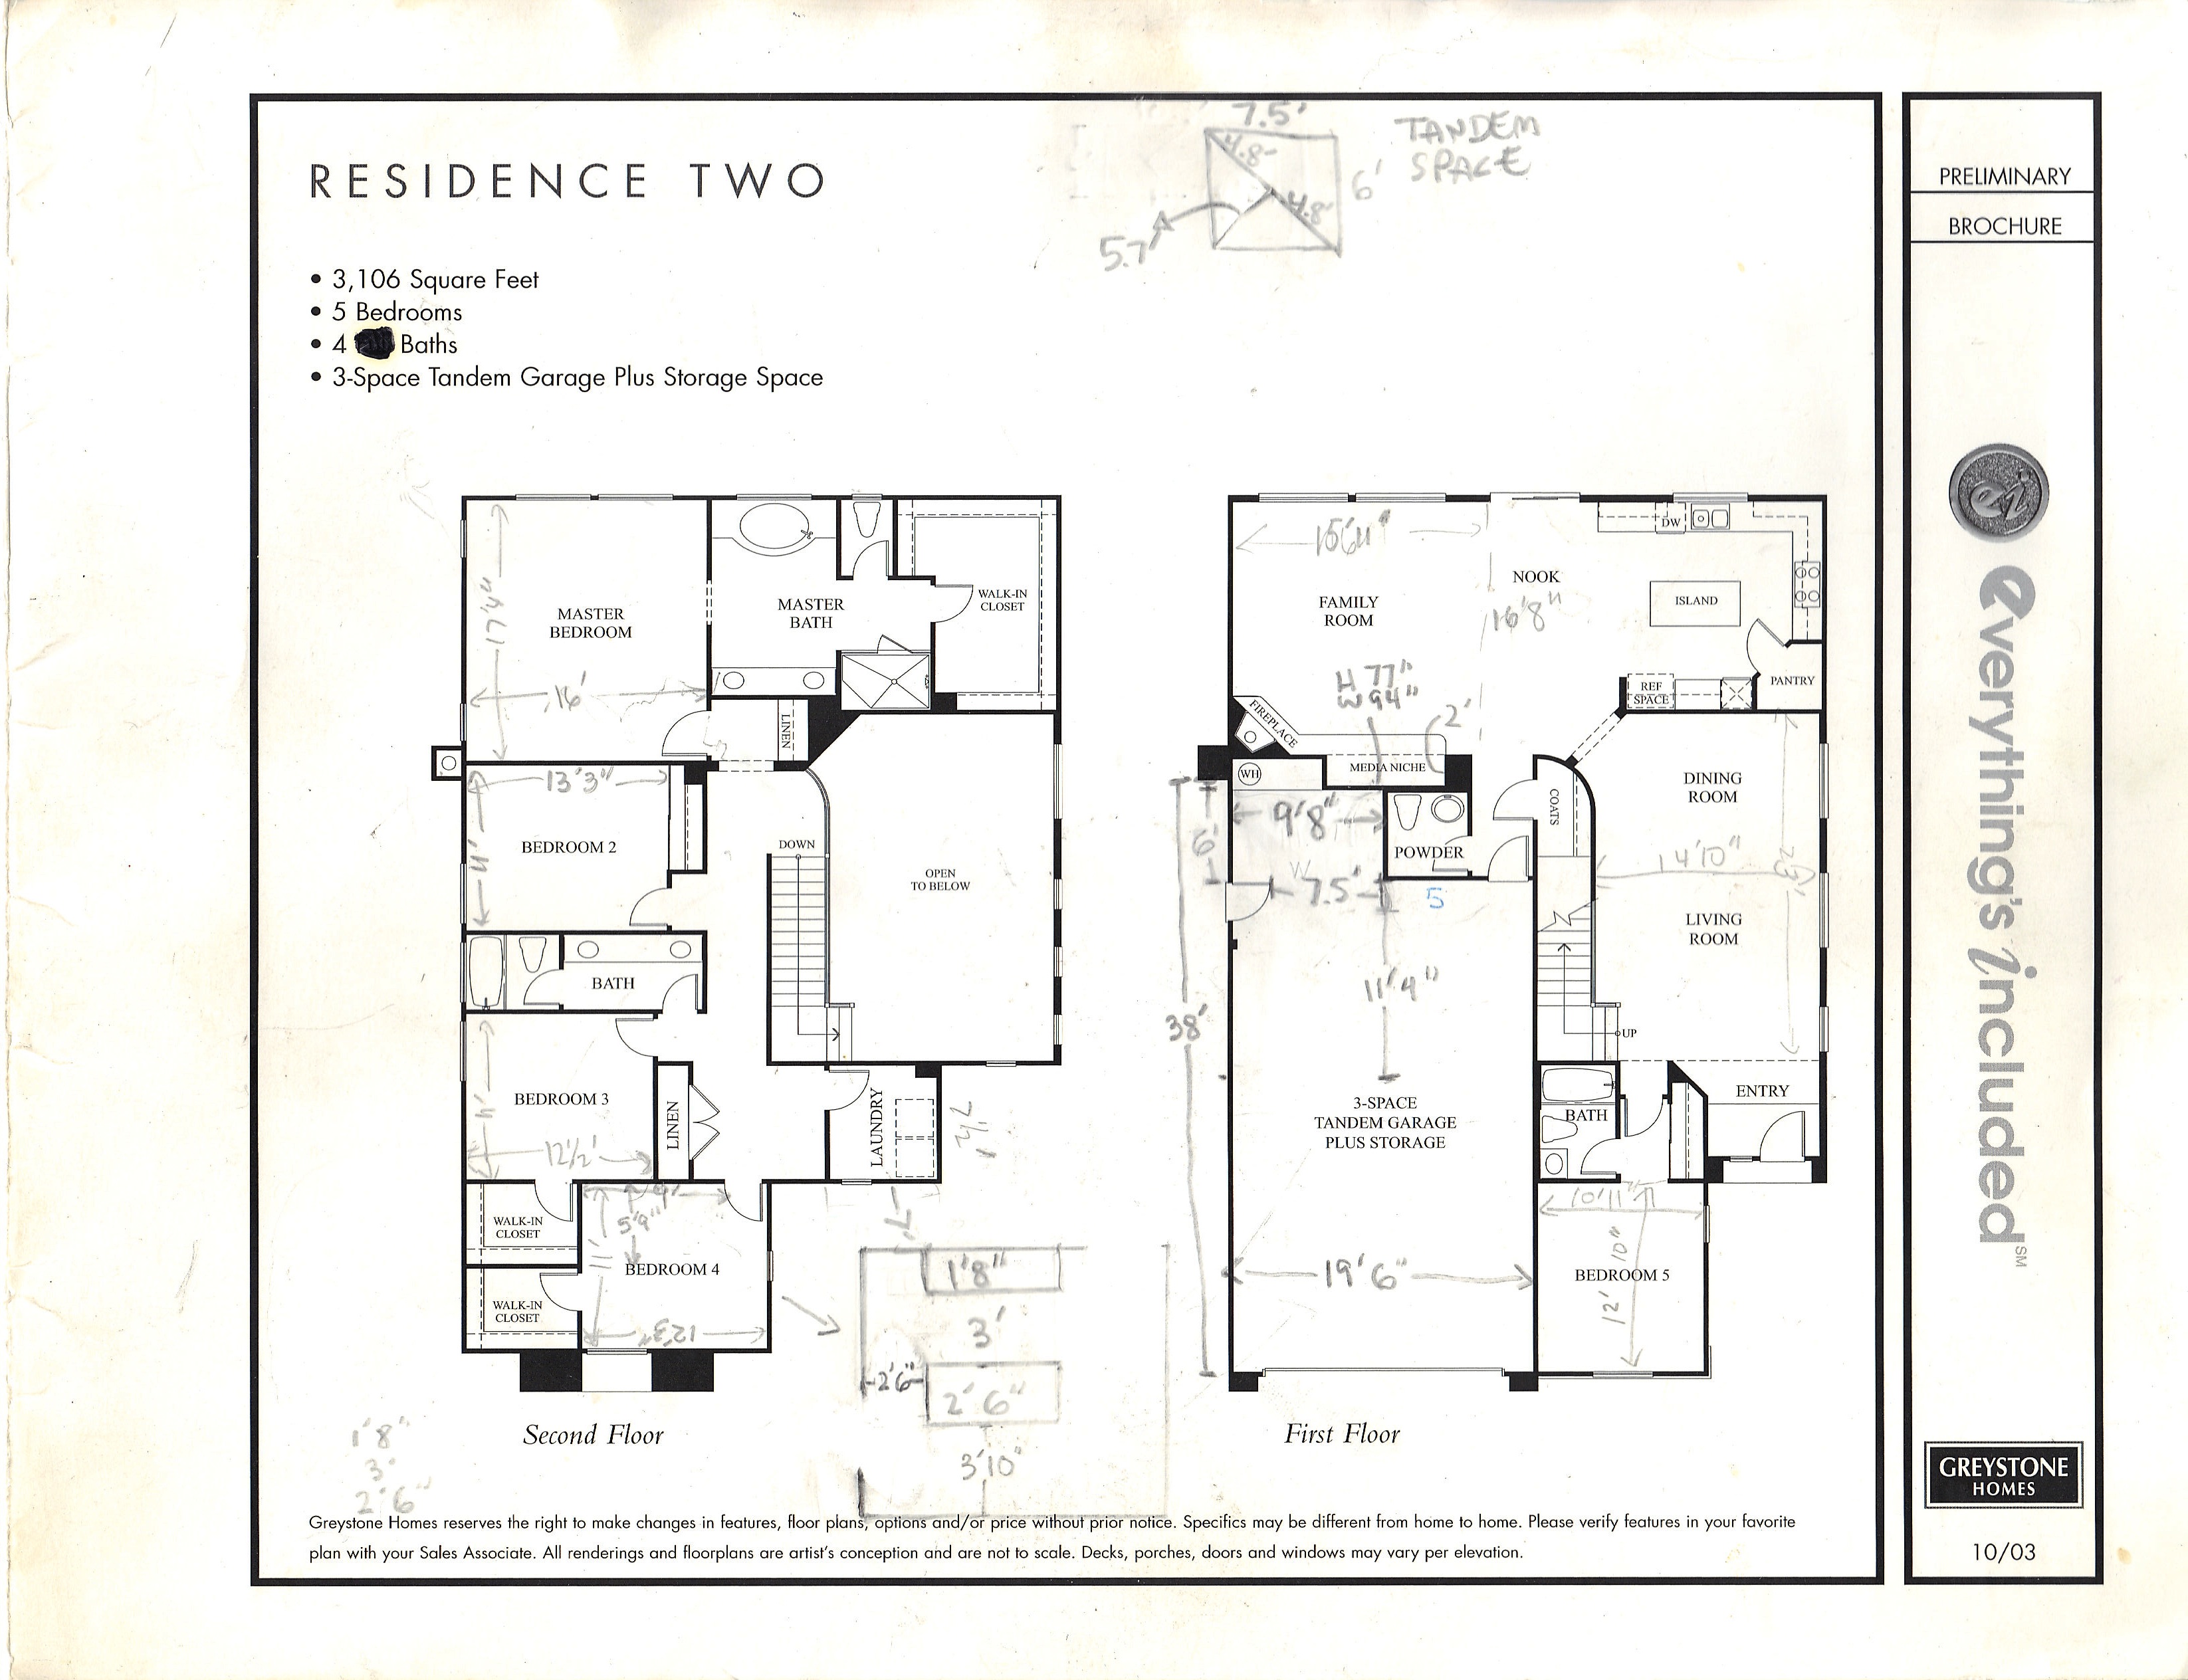 7.5'
TANDEM
SPACE
4.8
6'
4.8
5.7
RESIDENCE TWO
• 3,106 Square Feet
• 5 Bedrooms
• 4 Baths
• 3-Space Tandem Garage Plus Storage Space
PRELIMINARY
BROCHURE
ei
everything's included SM
GREYSTONE
HOMES
10/03
17'4"
MASTER
BEDROOM
16'
MASTER
BATH
WALK-IN
CLOSET
LINEN
13'3"
11'
BEDROOM 2
DOWN
OPEN
TO BELOW
BATH
BEDROOM 3
11'
12½'
LINEN
LAUNDRY
WALK-IN
CLOSET
9'
5'9"
11'
BEDROOM 4
WALK-IN
CLOSET
12'3"
Second Floor
1'8"
3'
2'6"
2'6"
3'10"
1'8"
3'
2'6"
15'11"
DW
NOOK
16'8"
FAMILY
ROOM
ISLAND
H 77"
W 94"
2'
REF
SPACE
PANTRY
FIREPLACE
MEDIA NICHE
WH
9'8"
6'
POWDER
COATS
DINING
ROOM
14'10"
23'
W
7.5'
5
LIVING
ROOM
11'9"
38'
UP
3-SPACE
TANDEM GARAGE
PLUS STORAGE
BATH
ENTRY
10'11"
19'6"
BEDROOM 5
12'10"
First Floor
Greystone Homes reserves the right to make changes in features, floor plans, options and/or price without prior notice. Specifics may be different from home to home. Please verify features in your favorite
plan with your Sales Associate. All renderings and floorplans are artist's conception and are not to scale. Decks, porches, doors and windows may vary per elevation.